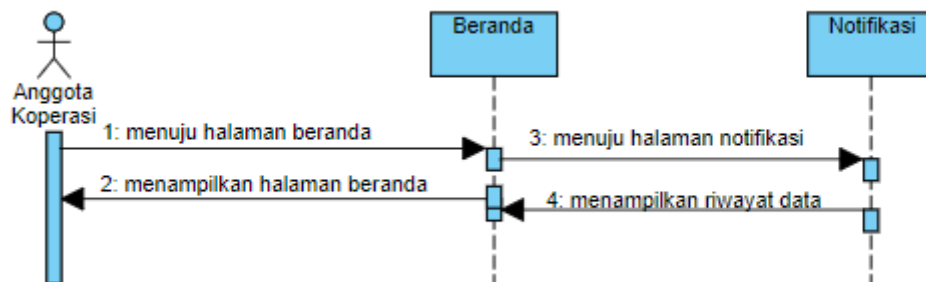 Beranda
Notifikasi
Anggota
Koperasi
1: menuju halaman beranda
3: menuju halaman notifikasi
2: menampilkan halaman beranda
4: menampilkan riwayat data